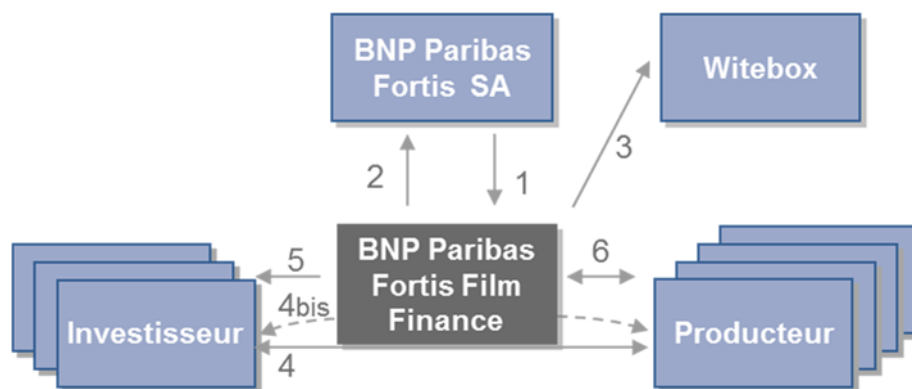 BNP Paribas
Fortis SA
Witebox
2
1
3
BNP Paribas
Fortis Film
Finance
5
6
4bis
Investisseur
Producteur
4